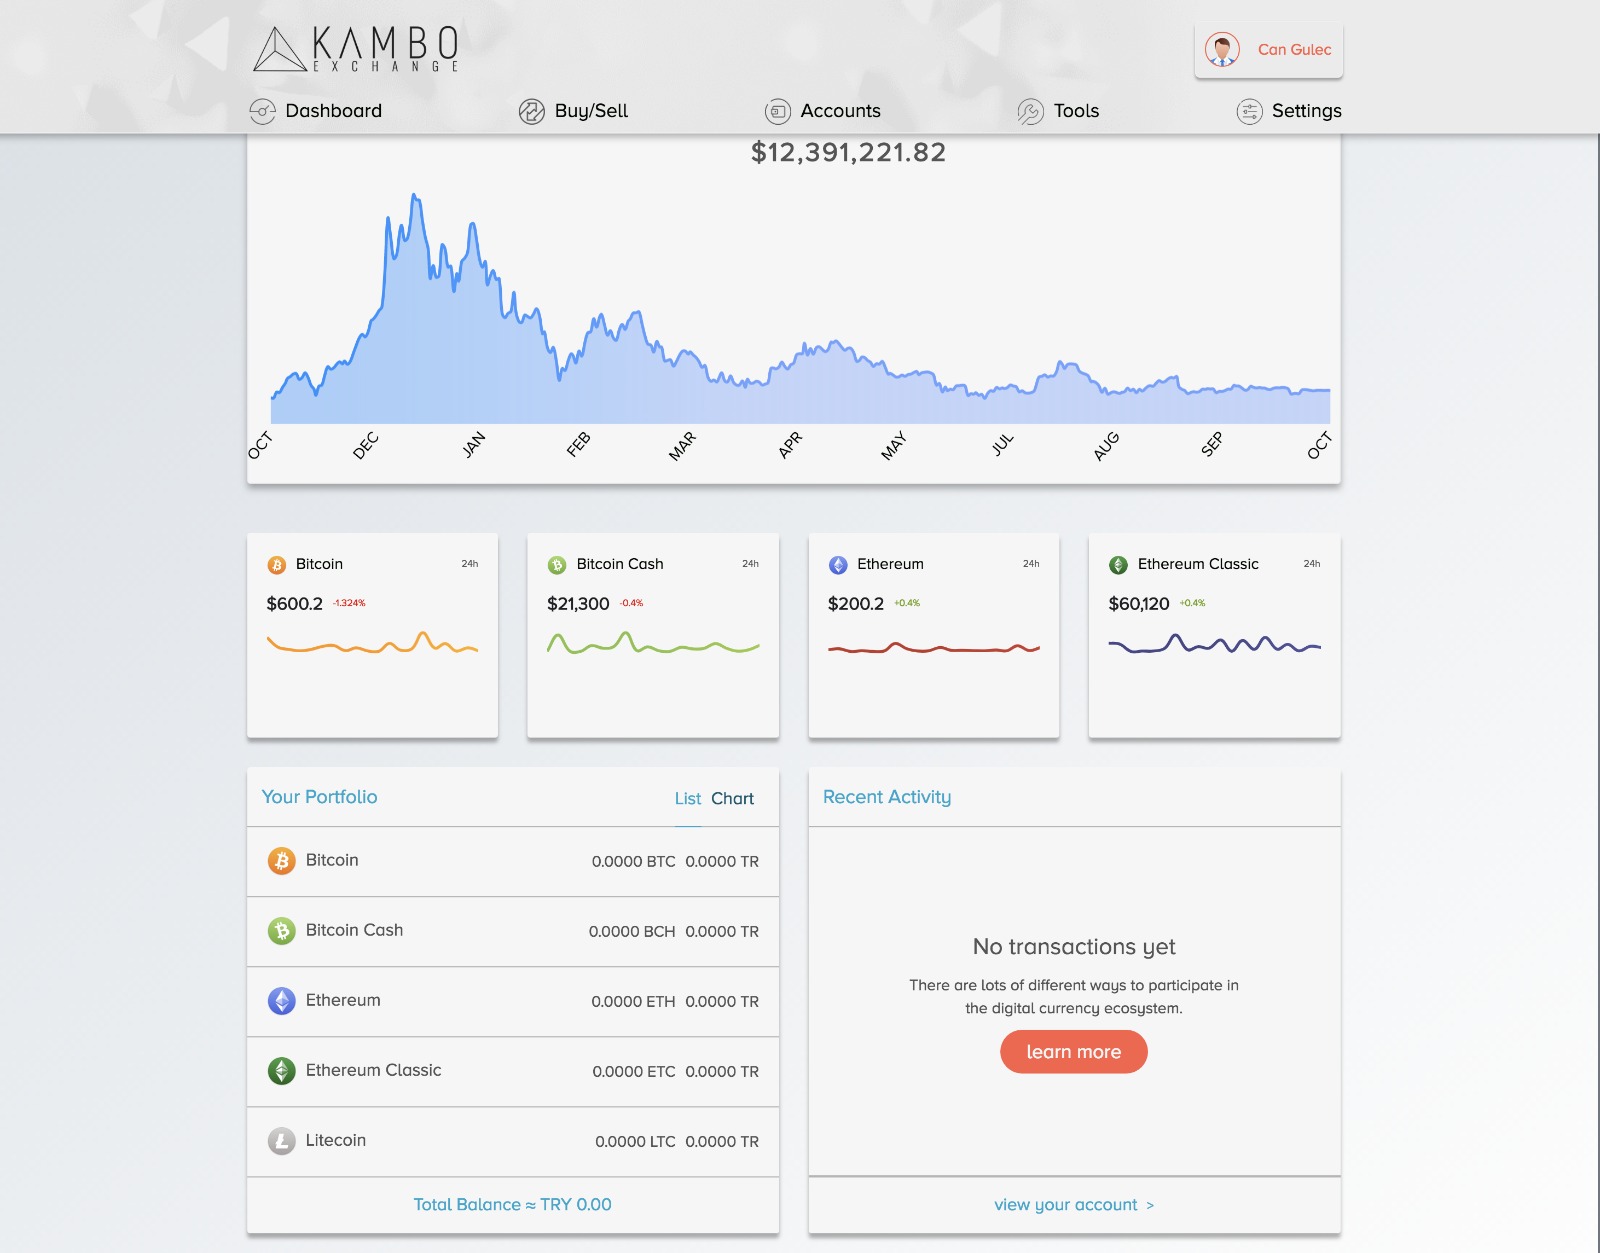 KAMBO
EXCHANGE
Can Gulec
Dashboard Buy/Sell Accounts Tools Settings
$12,391,221.82
OCT DEC JAN FEB MAR APR MAY JUL AUG SEP OCT
Bitcoin 24h
$600.2 -1.324%
Bitcoin Cash 24h
$21,300 -0.4%
Ethereum 24h
$200.2 +0.4%
Ethereum Classic 24h
$60,120 +0.4%
Your Portfolio List Chart
Bitcoin 0.0000 BTC 0.0000 TR
Bitcoin Cash 0.0000 BCH 0.0000 TR
Ethereum 0.0000 ETH 0.0000 TR
Ethereum Classic 0.0000 ETC 0.0000 TR
Litecoin 0.0000 LTC 0.0000 TR
Total Balance ≈ TRY 0.00
Recent Activity
No transactions yet
There are lots of different ways to participate in
the digital currency ecosystem.
learn more
view your account >